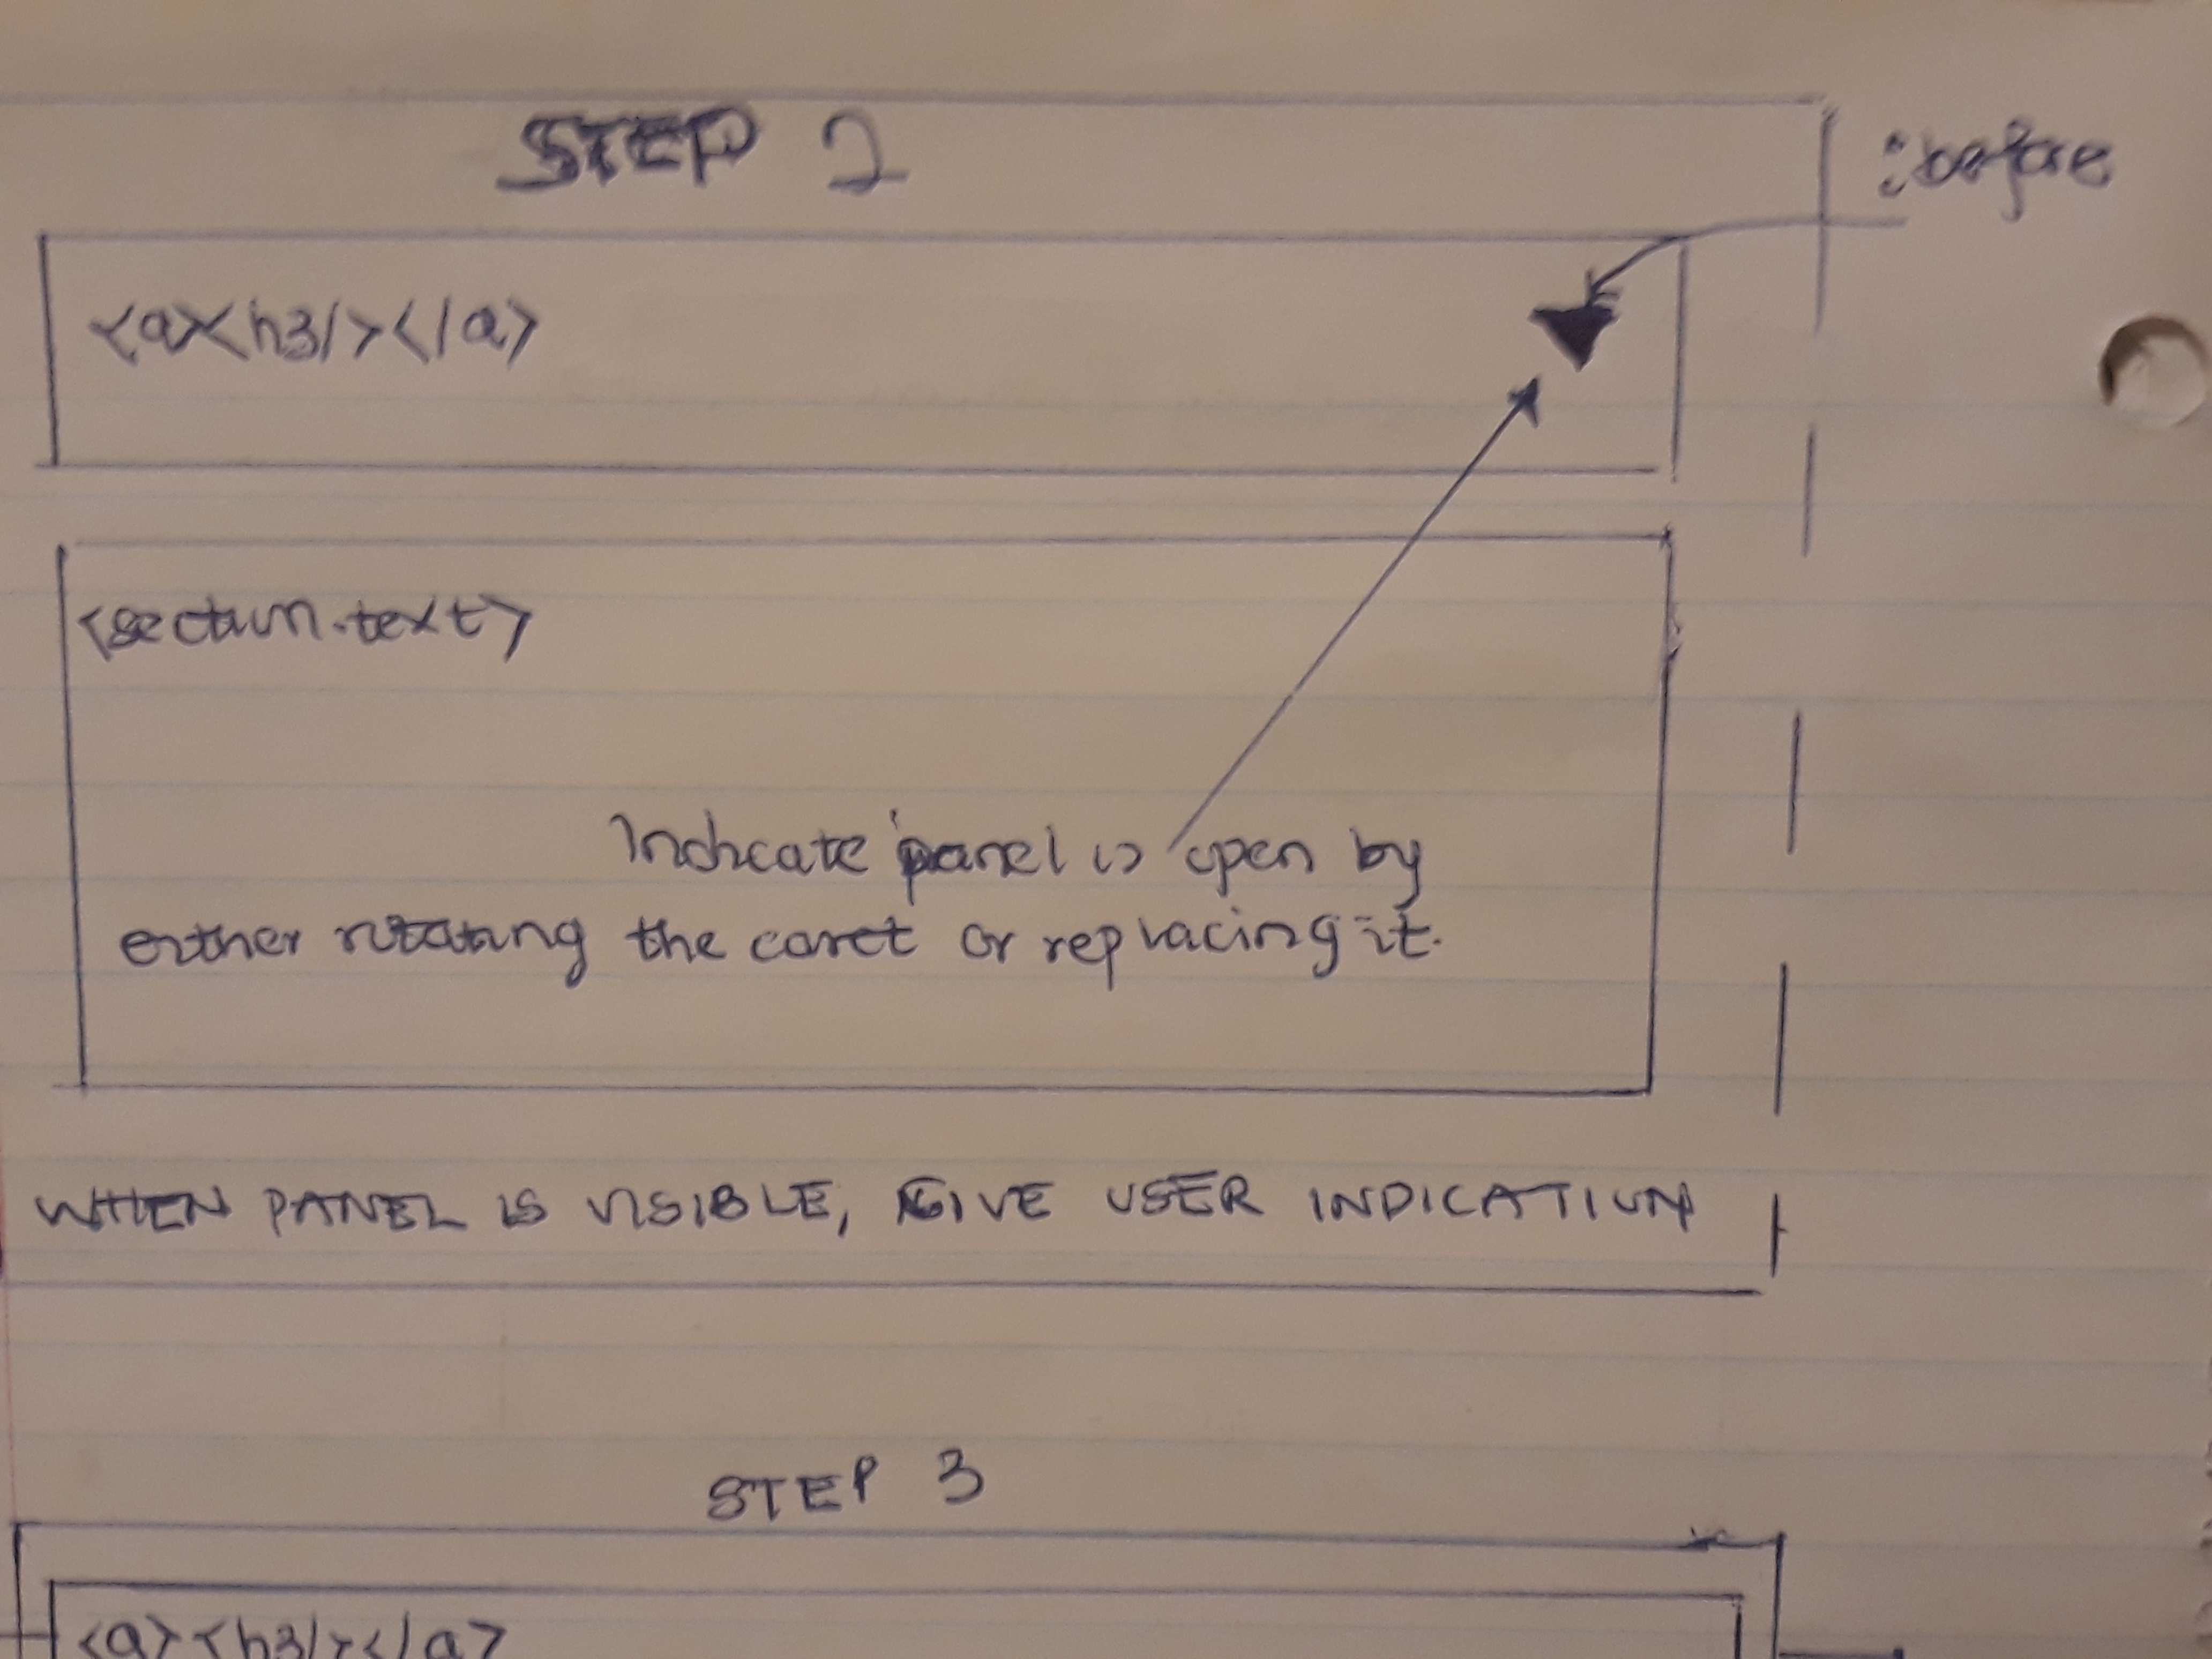 STEP 2
::before
<a><h3/></a>
<section.text>
Indicate panel is open by
either rotating the caret or replacing it.
WHEN PANEL IS VISIBLE, GIVE USER INDICATION
STEP 3
<a><h3/></a>